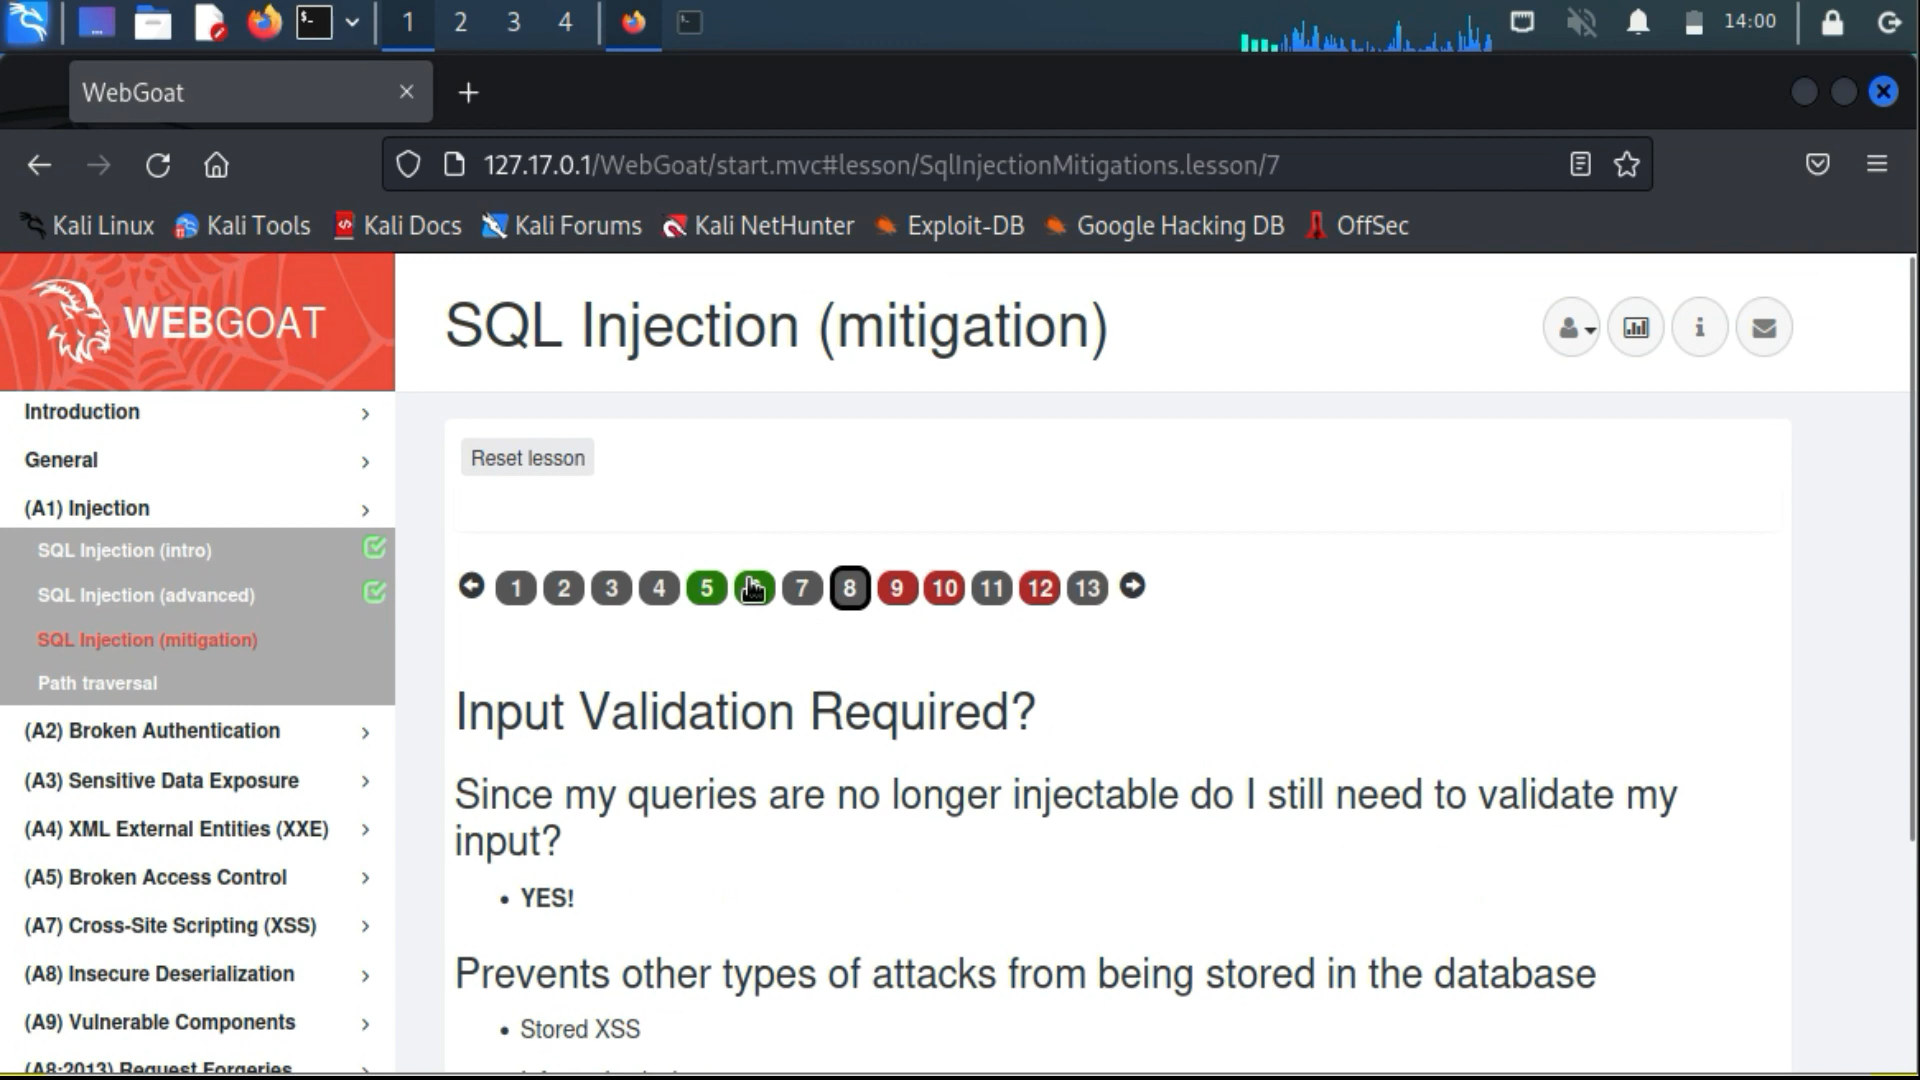 1 2 3 4
14:00
WebGoat
127.17.0.1/WebGoat/start.mvc#lesson/SqlInjectionMitigations.lesson/7
Kali Linux Kali Tools Kali Docs Kali Forums Kali NetHunter Exploit-DB Google Hacking DB OffSec
WEBGOAT
SQL Injection (mitigation)
Introduction
General
(A1) Injection
SQL Injection (intro)
SQL Injection (advanced)
SQL Injection (mitigation)
Path traversal
(A2) Broken Authentication
(A3) Sensitive Data Exposure
(A4) XML External Entities (XXE)
(A5) Broken Access Control
(A7) Cross-Site Scripting (XSS)
(A8) Insecure Deserialization
(A9) Vulnerable Components
(A8:2013) Request Forgeries
Reset lesson
1 2 3 4 5 7 8 9 10 11 12 13
Input Validation Required?
Since my queries are no longer injectable do I still need to validate my
input?
• YES!
Prevents other types of attacks from being stored in the database
• Stored XSS